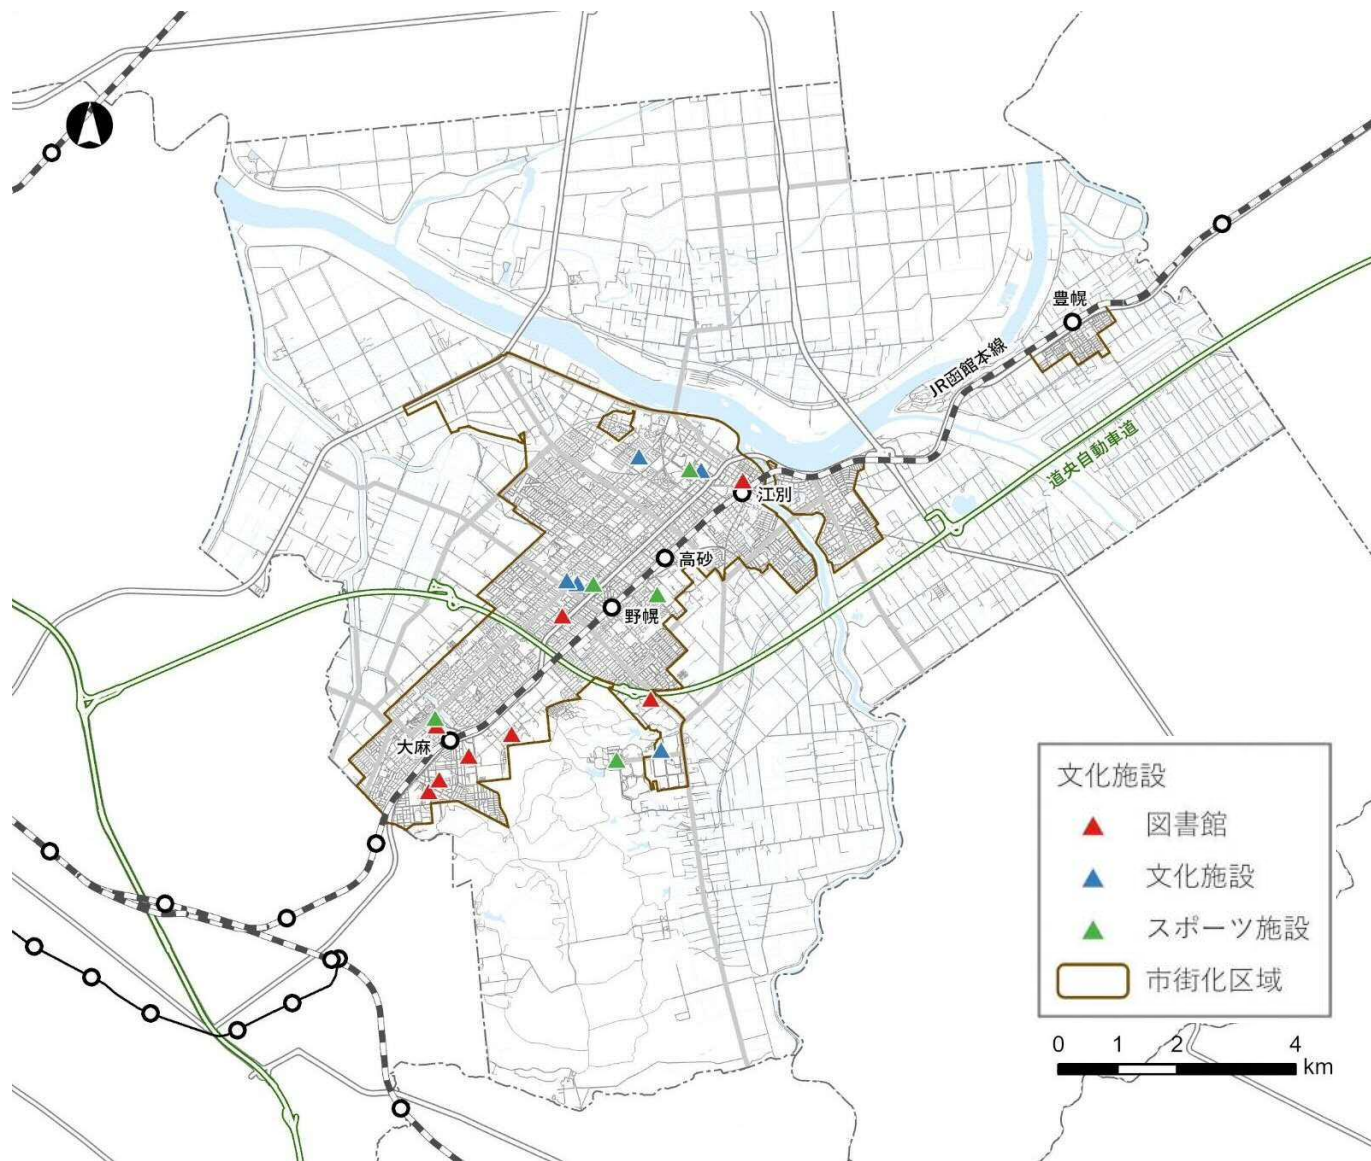 豊幌
JR函館本線
道央自動車道
江別
高砂
野幌
大麻
文化施設
図書館
文化施設
スポーツ施設
市街化区域
0 1 2 4
km